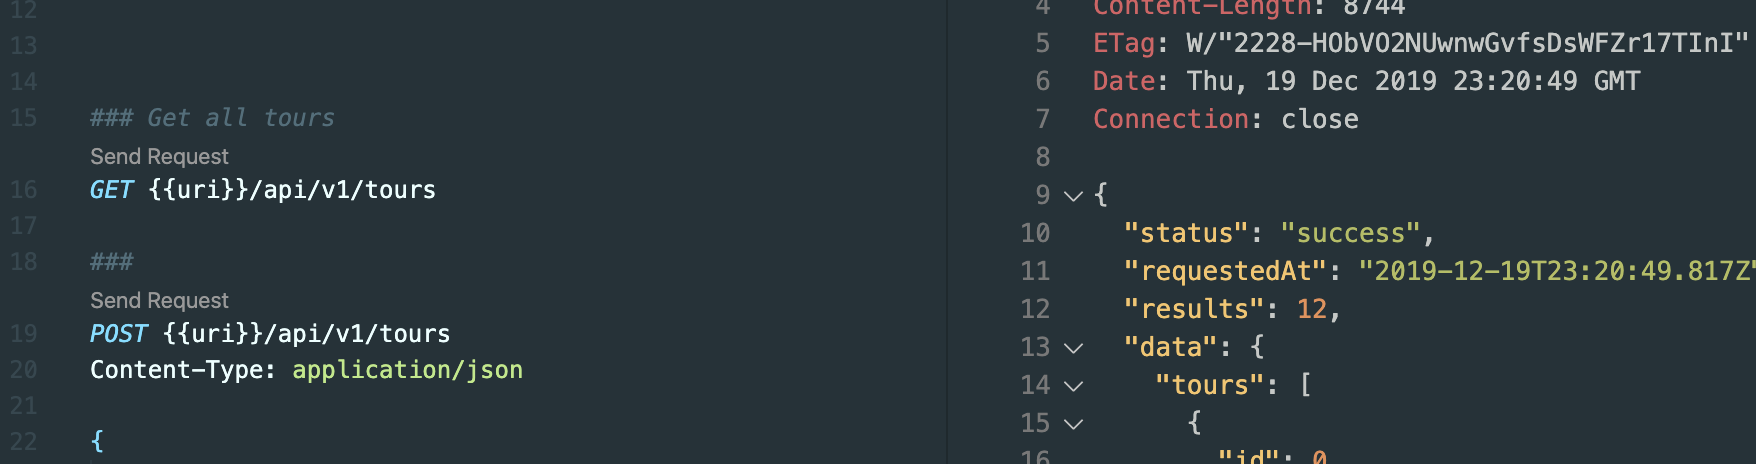 12
13
14
15 ### Get all tours
Send Request
16 GET {{uri}}/api/v1/tours
17
18 ###
Send Request
19 POST {{uri}}/api/v1/tours
20 Content-Type: application/json
21
22 {
4 Content-Length: 8744
5 ETag: W/"2228-HObVO2NUwnwGvfsDsWFZr17TInI"
6 Date: Thu, 19 Dec 2019 23:20:49 GMT
7 Connection: close
8
9 {
10 "status": "success",
11 "requestedAt": "2019-12-19T23:20:49.817Z"
12 "results": 12,
13 "data": {
14 "tours": [
15 {
16 "id": 0